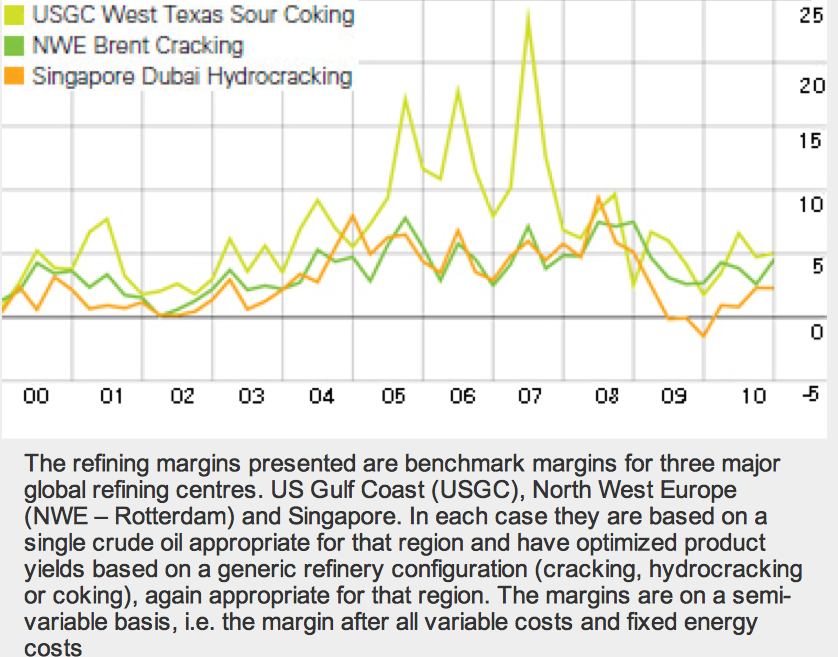 USGC West Texas Sour Coking
NWE Brent Cracking
Singapore Dubai Hydrocracking
25
20
15
10
5
0
-5
00 01 02 03 04 05 06 07 08 09 10
The refining margins presented are benchmark margins for three major
global refining centres. US Gulf Coast (USGC), North West Europe
(NWE – Rotterdam) and Singapore. In each case they are based on a
single crude oil appropriate for that region and have optimized product
yields based on a generic refinery configuration (cracking, hydrocracking
or coking), again appropriate for that region. The margins are on a semi-
variable basis, i.e. the margin after all variable costs and fixed energy
costs